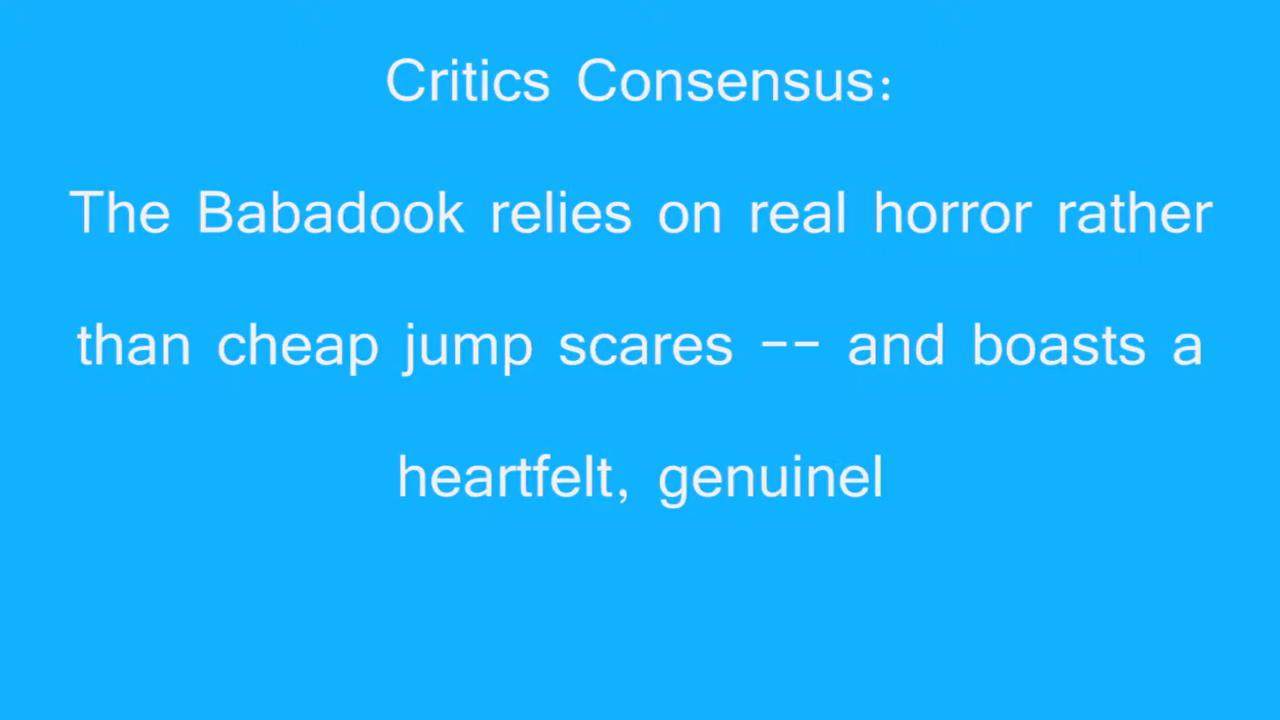 Critics Consensus:
The Babadook relies on real horror rather
than cheap jump scares -- and boasts a
heartfelt, genuinel